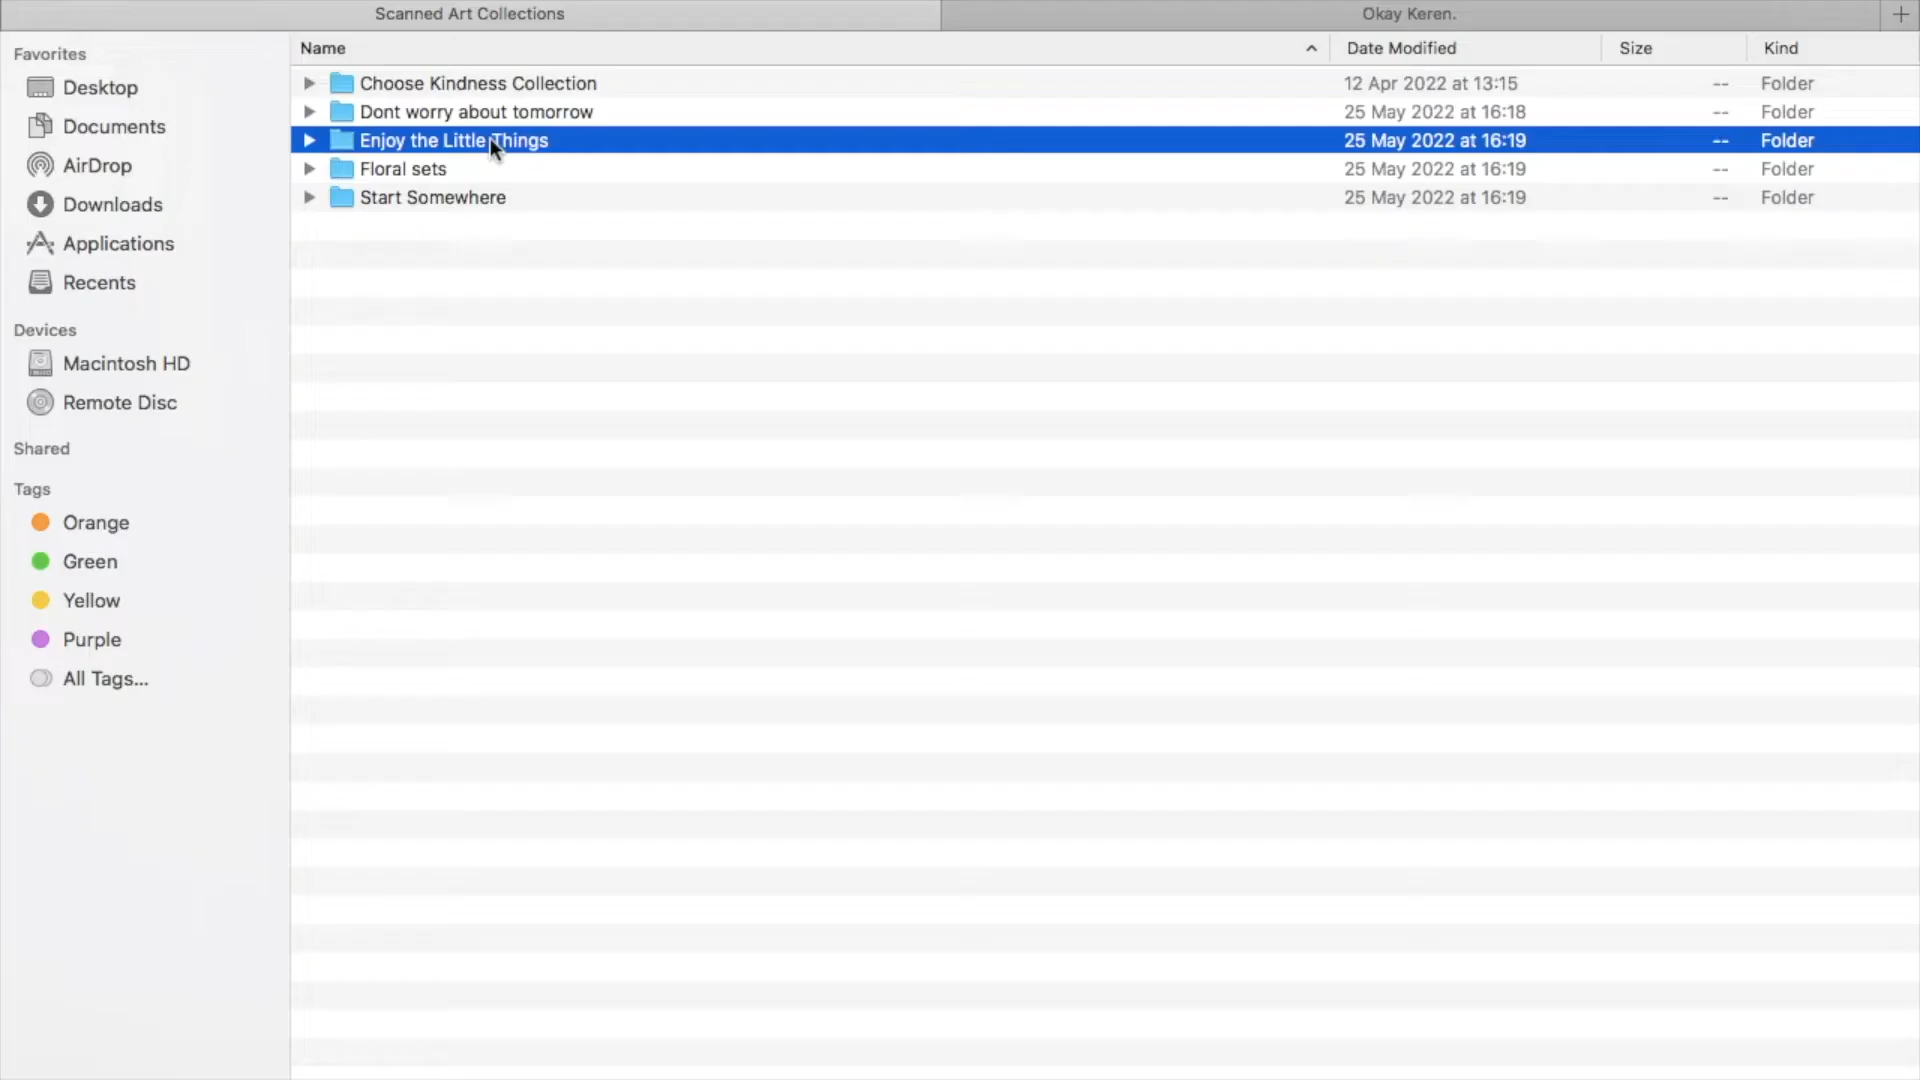 Scanned Art Collections
Okay Keren.
Favorites
Desktop
Documents
AirDrop
Downloads
Applications
Recents
Devices
Macintosh HD
Remote Disc
Shared
Tags
Orange
Green
Yellow
Purple
All Tags...
Name Date Modified Size Kind
Choose Kindness Collection 12 Apr 2022 at 13:15 -- Folder
Dont worry about tomorrow 25 May 2022 at 16:18 -- Folder
Enjoy the Little Things 25 May 2022 at 16:19 -- Folder
Floral sets 25 May 2022 at 16:19 -- Folder
Start Somewhere 25 May 2022 at 16:19 -- Folder